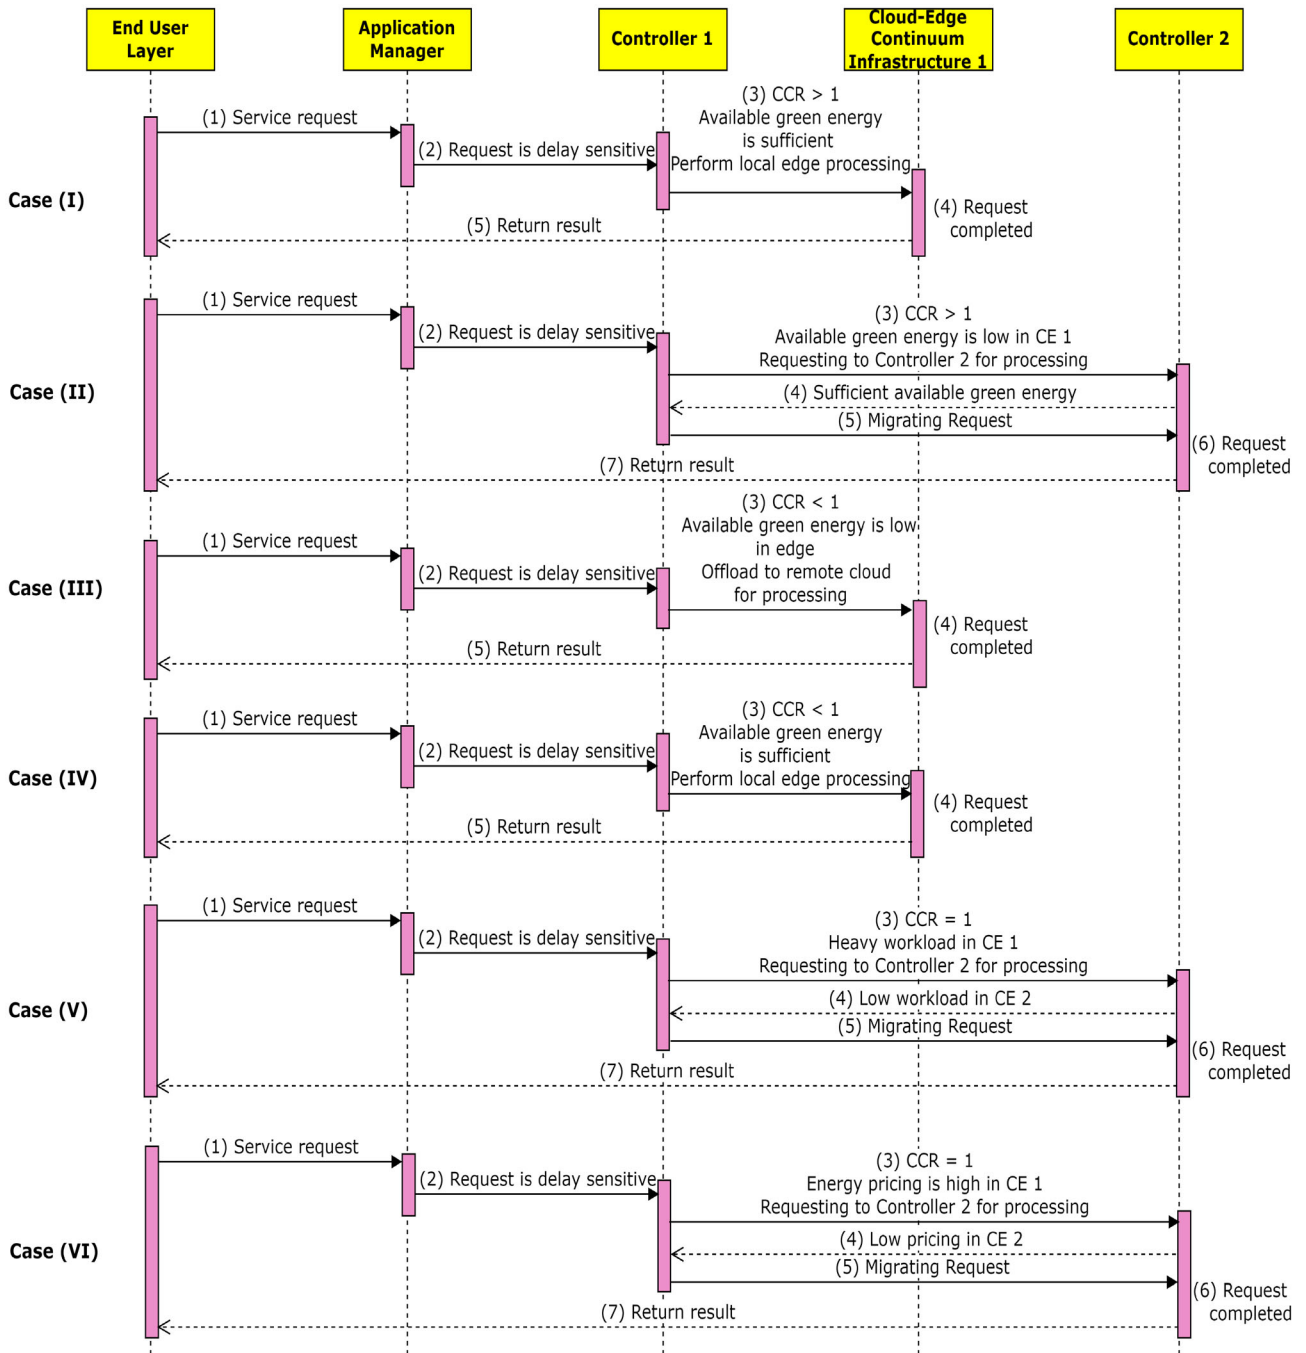 End User
Layer
Application
Manager
Controller 1
Cloud-Edge
Continuum
Infrastructure 1
Controller 2
Case (I)
(1) Service request
(2) Request is delay sensitive
(3) CCR > 1
Available green energy
is sufficient
Perform local edge processing
(4) Request
completed
(5) Return result
Case (II)
(1) Service request
(2) Request is delay sensitive
(3) CCR > 1
Available green energy is low in CE 1
Requesting to Controller 2 for processing
(4) Sufficient available green energy
(5) Migrating Request
(6) Request
completed
(7) Return result
Case (III)
(1) Service request
(2) Request is delay sensitive
(3) CCR < 1
Available green energy is low
in edge
Offload to remote cloud
for processing
(4) Request
completed
(5) Return result
Case (IV)
(1) Service request
(2) Request is delay sensitive
(3) CCR < 1
Available green energy
is sufficient
Perform local edge processing
(4) Request
completed
(5) Return result
Case (V)
(1) Service request
(2) Request is delay sensitive
(3) CCR = 1
Heavy workload in CE 1
Requesting to Controller 2 for processing
(4) Low workload in CE 2
(5) Migrating Request
(6) Request
completed
(7) Return result
Case (VI)
(1) Service request
(2) Request is delay sensitive
(3) CCR = 1
Energy pricing is high in CE 1
Requesting to Controller 2 for processing
(4) Low pricing in CE 2
(5) Migrating Request
(6) Request
completed
(7) Return result